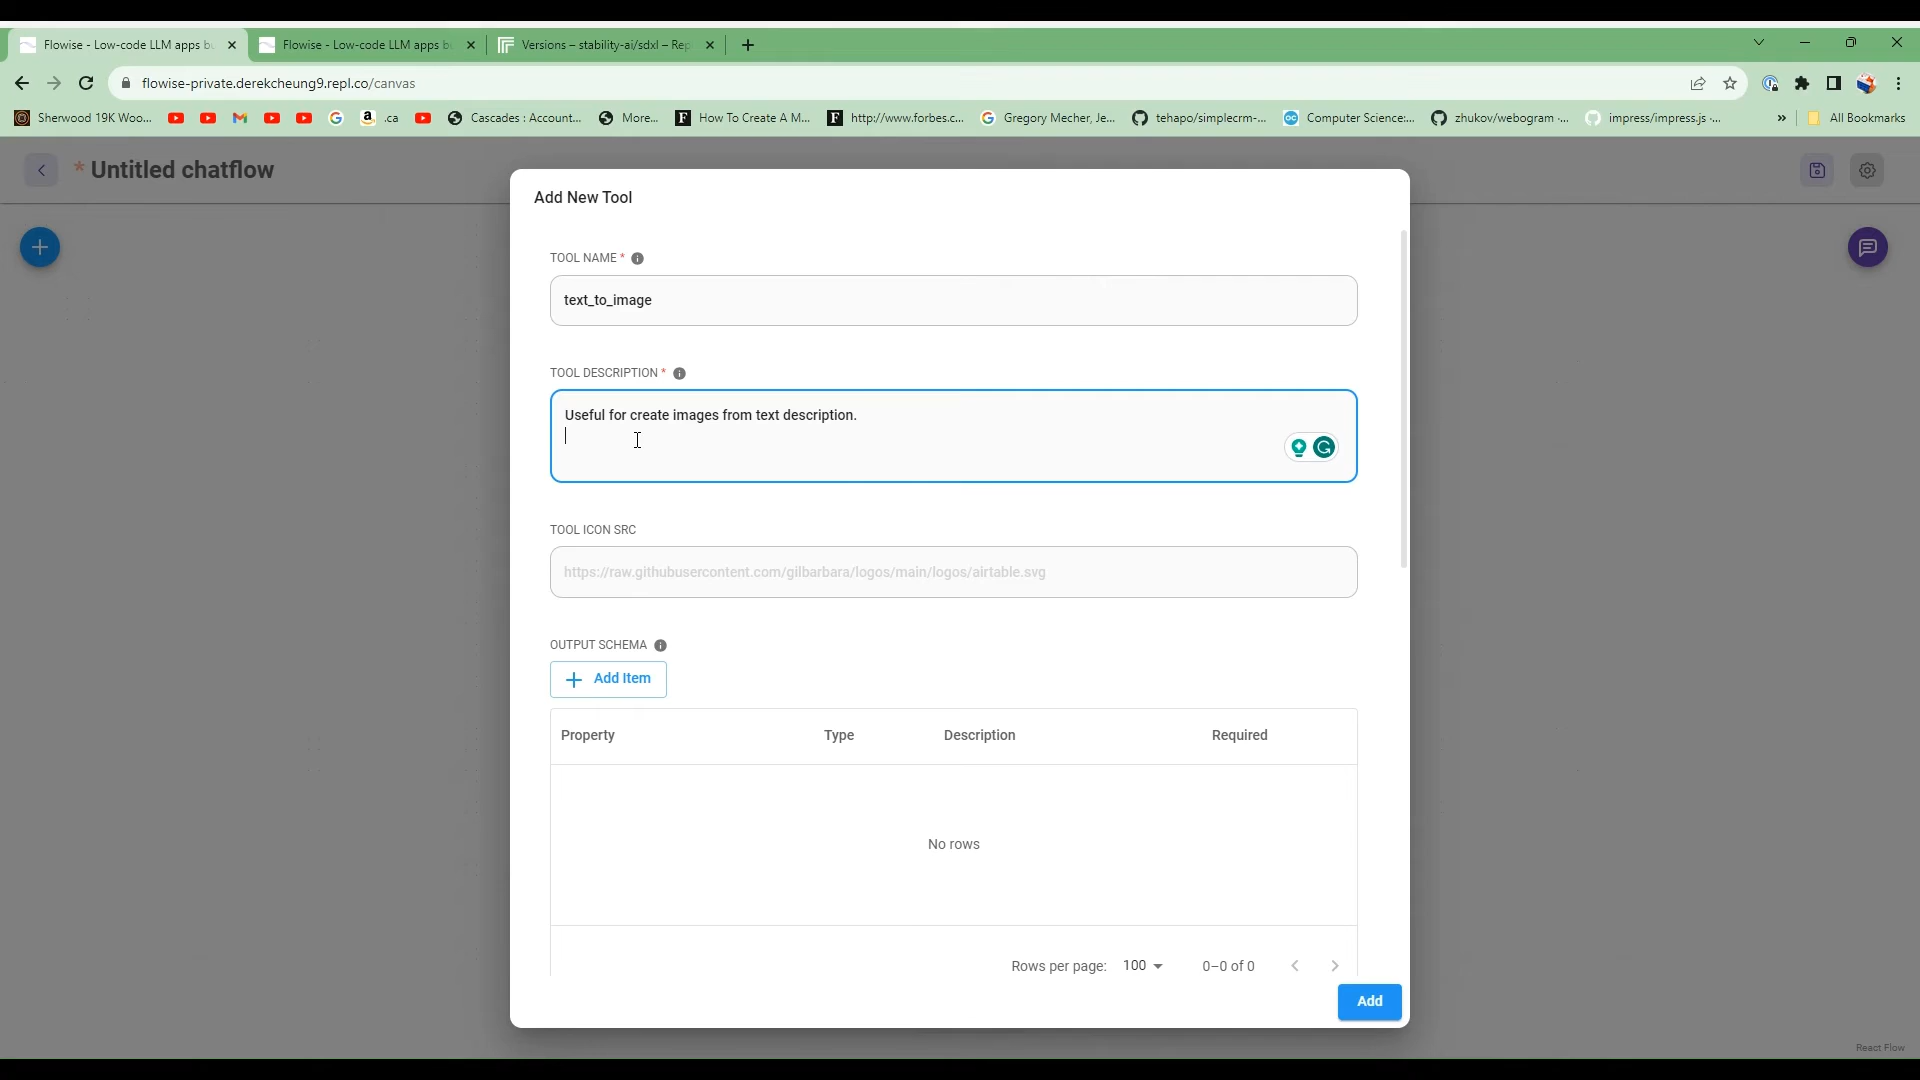 Flowise - Low-code LLM apps bu
Flowise - Low-code LLM apps bu
Versions – stability-ai/sdxl – Rep
flowise-private.derekcheung9.repl.co/canvas
Sherwood 19K Woo...
.ca
Cascades : Account...
More...
How To Create A M...
http://www.forbes.c...
Gregory Mecher, Je...
tehapo/simplecrm-...
Computer Science:...
zhukov/webogram ·...
impress/impress.js ·...
»
All Bookmarks
* Untitled chatflow
Add New Tool
TOOL NAME *
text_to_image
TOOL DESCRIPTION *
Useful for create images from text description.
TOOL ICON SRC
https://raw.githubusercontent.com/gilbarbara/logos/main/logos/airtable.svg
OUTPUT SCHEMA
Add Item
Property Type Description Required
No rows
Rows per page: 100 0–0 of 0
Add
React Flow